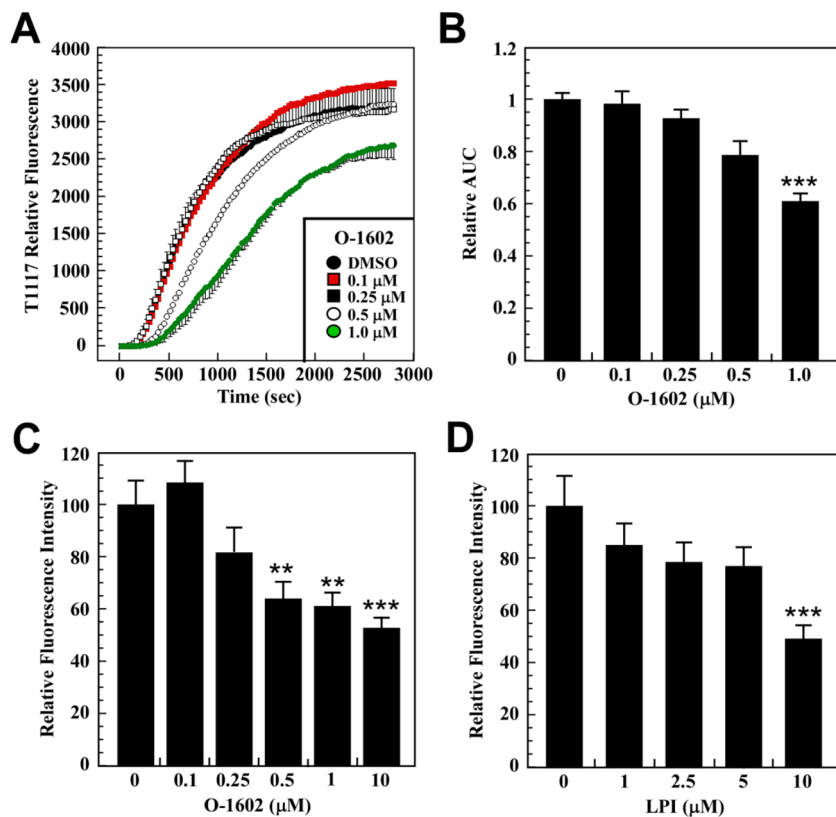 A
T1117 Relative Fluorescence
4000
3500
3000
2500
2000
1500
1000
500
0
0 500 1000 1500 2000 2500 3000
Time (sec)
O-1602
DMSO
0.1 μM
0.25 μM
0.5 μM
1.0 μM
B
Relative AUC
1.2
1
0.8
0.6
0.4
0.2
0
***
0 0.1 0.25 0.5 1.0
O-1602 (μM)
C
Relative Fluorescence Intensity
120
100
80
60
40
20
0
** ** ***
0 0.1 0.25 0.5 1 10
O-1602 (μM)
D
Relative Fluorescence Intensity
120
100
80
60
40
20
0
***
0 1 2.5 5 10
LPI (μM)